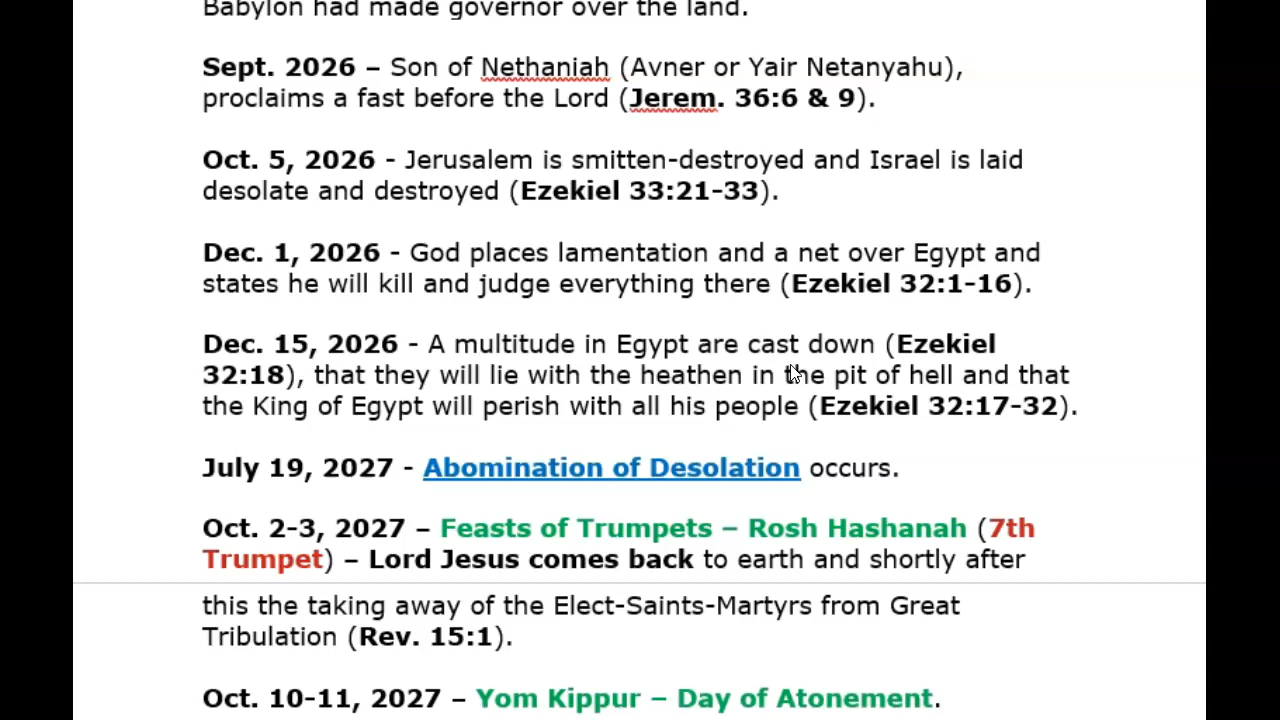 Babylon had made governor over the land.
Sept. 2026 – Son of Nethaniah (Avner or Yair Netanyahu),
proclaims a fast before the Lord (Jerem. 36:6 & 9).
Oct. 5, 2026 - Jerusalem is smitten-destroyed and Israel is laid
desolate and destroyed (Ezekiel 33:21-33).
Dec. 1, 2026 - God places lamentation and a net over Egypt and
states he will kill and judge everything there (Ezekiel 32:1-16).
Dec. 15, 2026 - A multitude in Egypt are cast down (Ezekiel
32:18), that they will lie with the heathen in the pit of hell and that
the King of Egypt will perish with all his people (Ezekiel 32:17-32).
July 19, 2027 - Abomination of Desolation occurs.
Oct. 2-3, 2027 – Feasts of Trumpets – Rosh Hashanah (7th
Trumpet) – Lord Jesus comes back to earth and shortly after
this the taking away of the Elect-Saints-Martyrs from Great
Tribulation (Rev. 15:1).
Oct. 10-11, 2027 – Yom Kippur – Day of Atonement.